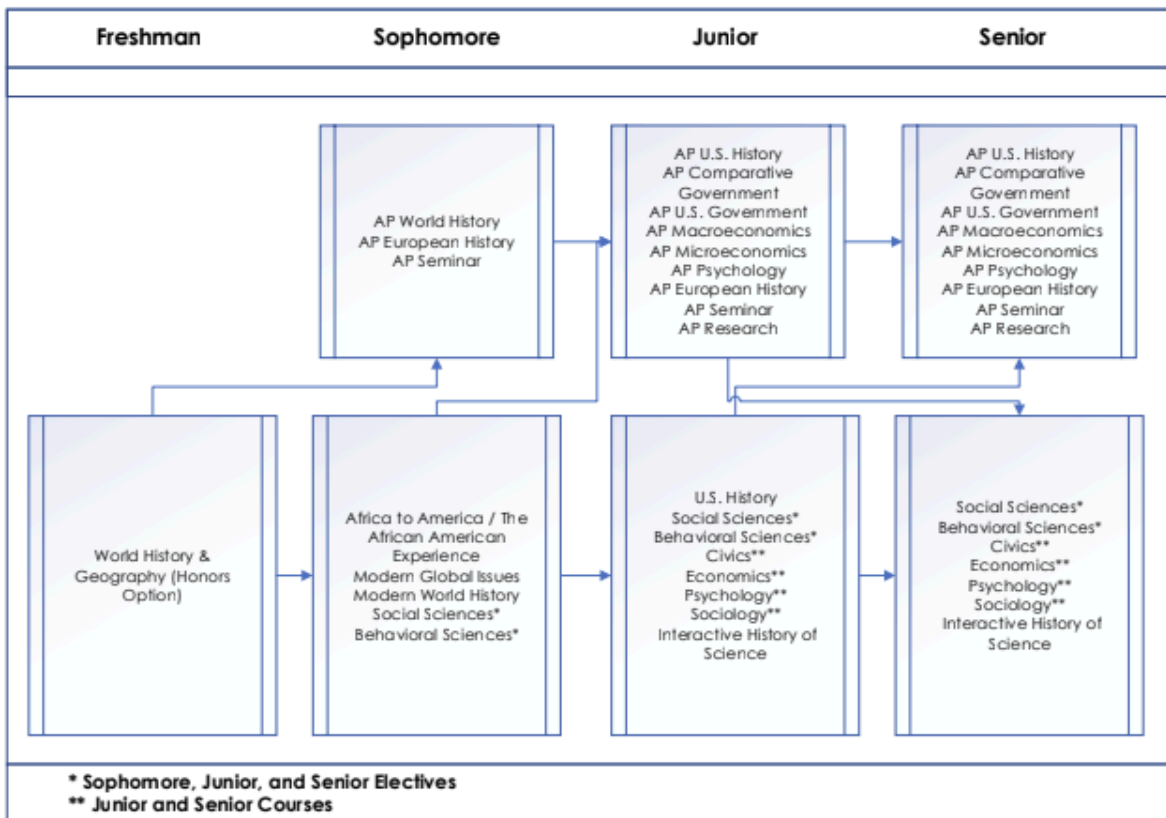 Freshman
Sophomore
Junior
Senior
AP World History
AP European History
AP Seminar
AP U.S. History
AP Comparative
Government
AP U.S. Government
AP Macroeconomics
AP Microeconomics
AP Psychology
AP European History
AP Seminar
AP Research
AP U.S. History
AP Comparative
Government
AP U.S. Government
AP Macroeconomics
AP Microeconomics
AP Psychology
AP European History
AP Seminar
AP Research
World History &
Geography (Honors
Option)
Africa to America / The
African American
Experience
Modern Global Issues
Modern World History
Social Sciences*
Behavioral Sciences*
U.S. History
Social Sciences*
Behavioral Sciences*
Civics**
Economics**
Psychology**
Sociology**
Interactive History of
Science
Social Sciences*
Behavioral Sciences*
Civics**
Economics**
Psychology**
Sociology**
Interactive History of
Science
* Sophomore, Junior, and Senior Electives
** Junior and Senior Courses